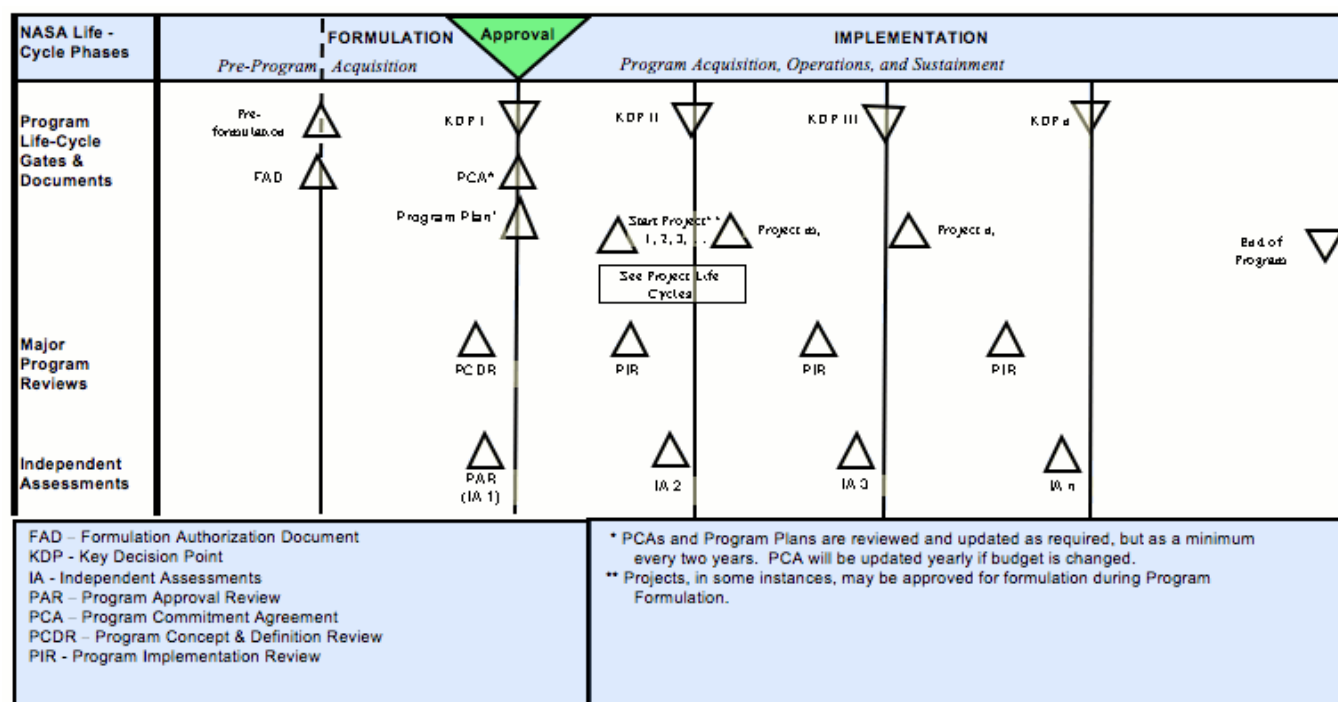 NASA Life -
Cycle Phases
FORMULATION
Approval
IMPLEMENTATION
Pre-Program
Acquisition
Program Acquisition, Operations, and Sustainment
Program
Life-Cycle
Gates &
Documents
Pre-
KDP I
KDP II
KDP III
KDP n
FAD
PCA*
Program Plan*
Start Project**
1, 2, 3, . . .
Project m,
Project n,
End of
Program
See Project Life
Cycles
Major
Program
Reviews
PCDR
PIR
PIR
PIR
Independent
Assessments
PAR
(IA 1)
IA 2
IA 3
IA n
FAD – Formulation Authorization Document
KDP - Key Decision Point
IA - Independent Assessments
PAR – Program Approval Review
PCA – Program Commitment Agreement
PCDR – Program Concept & Definition Review
PIR - Program Implementation Review
* PCAs and Program Plans are reviewed and updated as required, but as a minimum
every two years. PCA will be updated yearly if budget is changed.
** Projects, in some instances, may be approved for formulation during Program
Formulation.